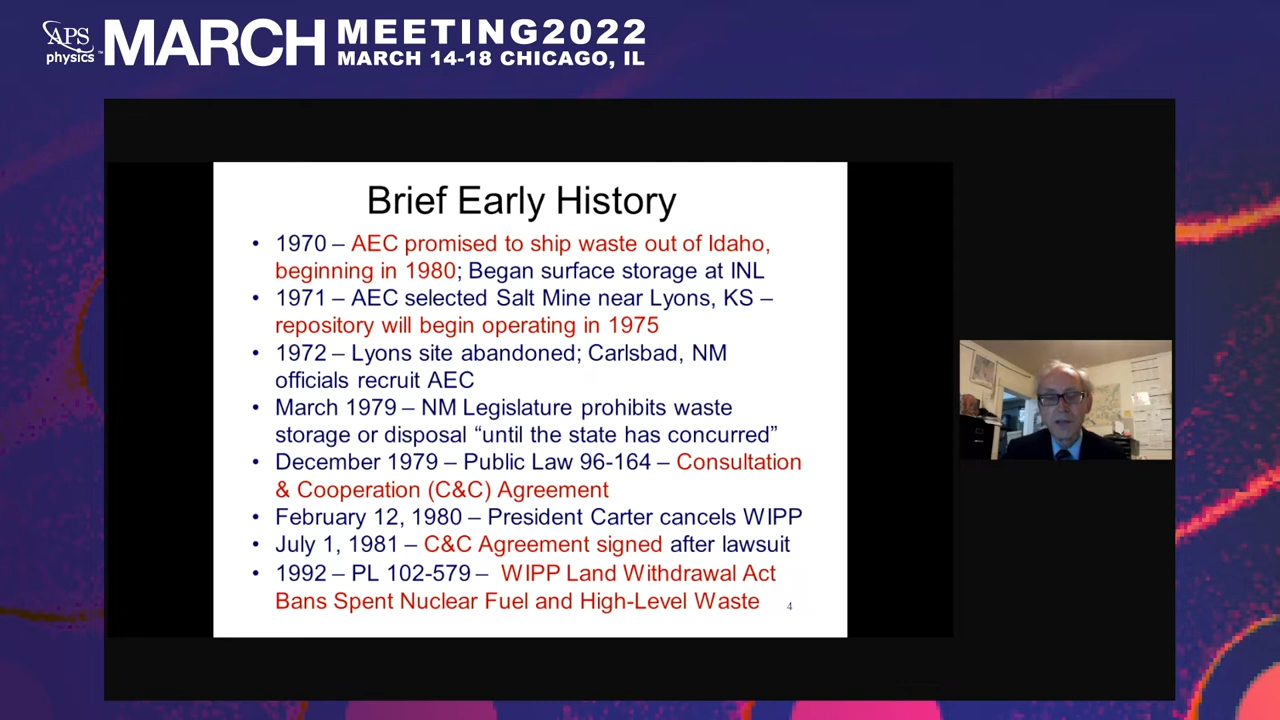 APS
physics
MARCH
MEETING2022
MARCH 14-18 CHICAGO, IL
Brief Early History
• 1970 – AEC promised to ship waste out of Idaho,
beginning in 1980; Began surface storage at INL
• 1971 – AEC selected Salt Mine near Lyons, KS –
repository will begin operating in 1975
• 1972 – Lyons site abandoned; Carlsbad, NM
officials recruit AEC
• March 1979 – NM Legislature prohibits waste
storage or disposal “until the state has concurred”
• December 1979 – Public Law 96-164 – Consultation
& Cooperation (C&C) Agreement
• February 12, 1980 – President Carter cancels WIPP
• July 1, 1981 – C&C Agreement signed after lawsuit
• 1992 – PL 102-579 – WIPP Land Withdrawal Act
Bans Spent Nuclear Fuel and High-Level Waste
4